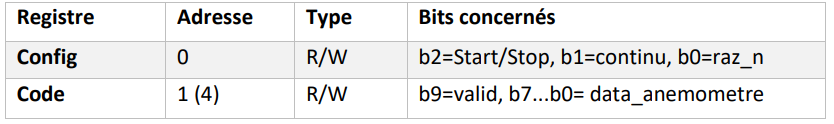 Registre Adresse Type Bits concernés
Config 0 R/W b2=Start/Stop, b1=continu, b0=raz_n
Code 1 (4) R/W b9=valid, b7...b0= data_anemometre